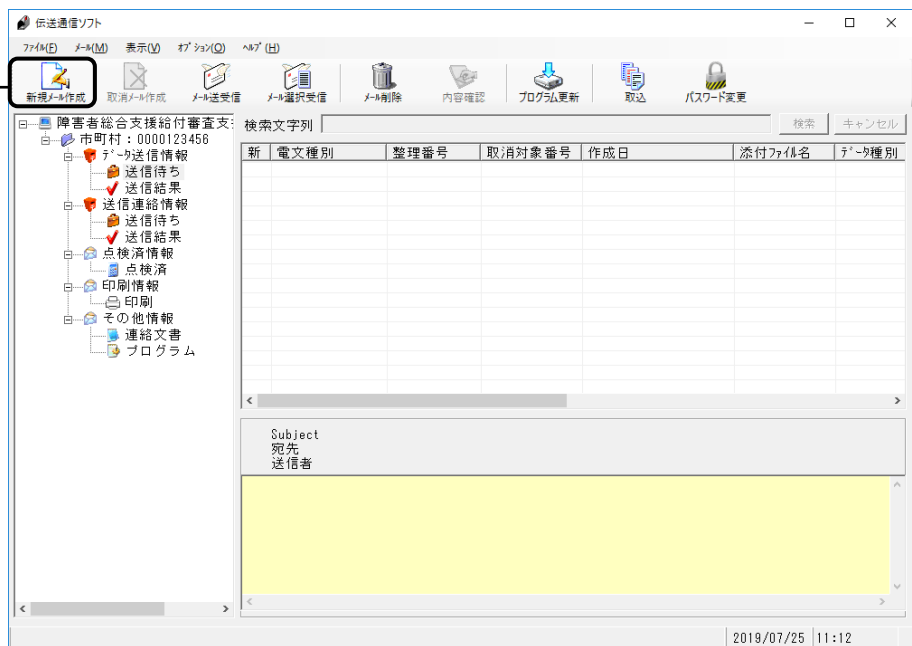 伝送通信ソフト
ﾌｧｲﾙ(F) ﾒｰﾙ(M) 表示(V) ｵﾌﾟｼｮﾝ(O) ﾍﾙﾌﾟ(H)
新規ﾒｰﾙ作成 取消ﾒｰﾙ作成 ﾒｰﾙ送受信 ﾒｰﾙ選択受信 ﾒｰﾙ削除 内容確認 ﾌﾟﾛｸﾞﾗﾑ更新 取込 ﾊﾟｽﾜｰﾄﾞ変更
検索文字列 検索 キャンセル
新 電文種別 整理番号 取消対象番号 作成日 添付ﾌｧｲﾙ名 ﾃﾞｰﾀ種別
障害者総合支援給付審査支
市町村：0000123456
ﾃﾞｰﾀ送信情報
送信待ち
送信結果
送信連絡情報
送信待ち
送信結果
点検済情報
点検済
印刷情報
印刷
その他情報
連絡文書
プログラム
Subject
宛先
送信者
2019/07/25 11:12